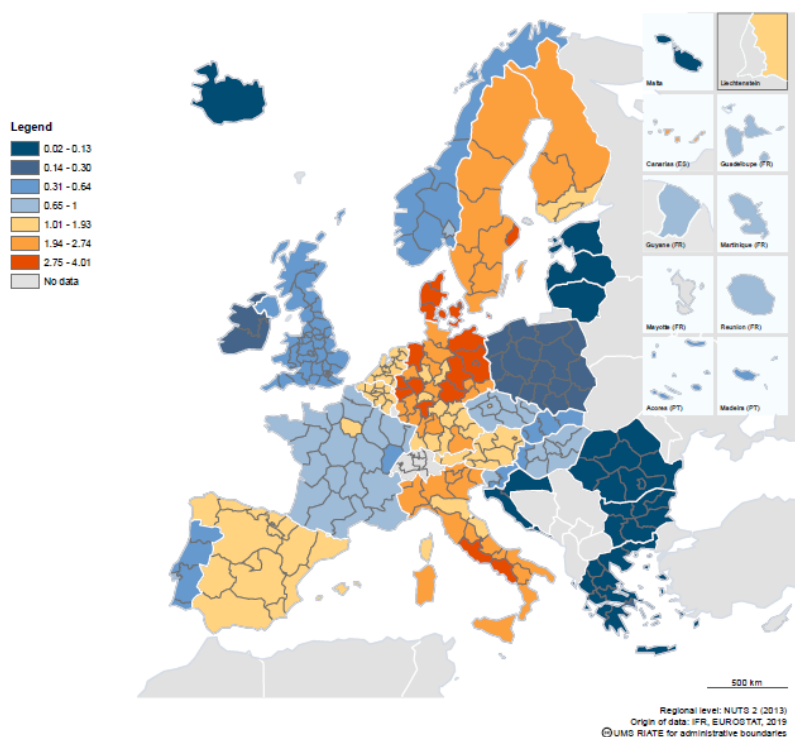 Legend
0.02 - 0.13
0.14 - 0.30
0.31 - 0.64
0.65 - 1
1.01 - 1.93
1.94 - 2.74
2.75 - 4.01
No data
Malta
Liechtenstein
Canarias (ES)
Guadeloupe (FR)
Guyane (FR)
Martinique (FR)
Mayotte (FR)
Reunion (FR)
Acores (PT)
Madeira (PT)
500 km
Regional level: NUTS 2 (2013)
Origin of data: IFR, EUROSTAT, 2019
UMS RIATE for administrative boundaries